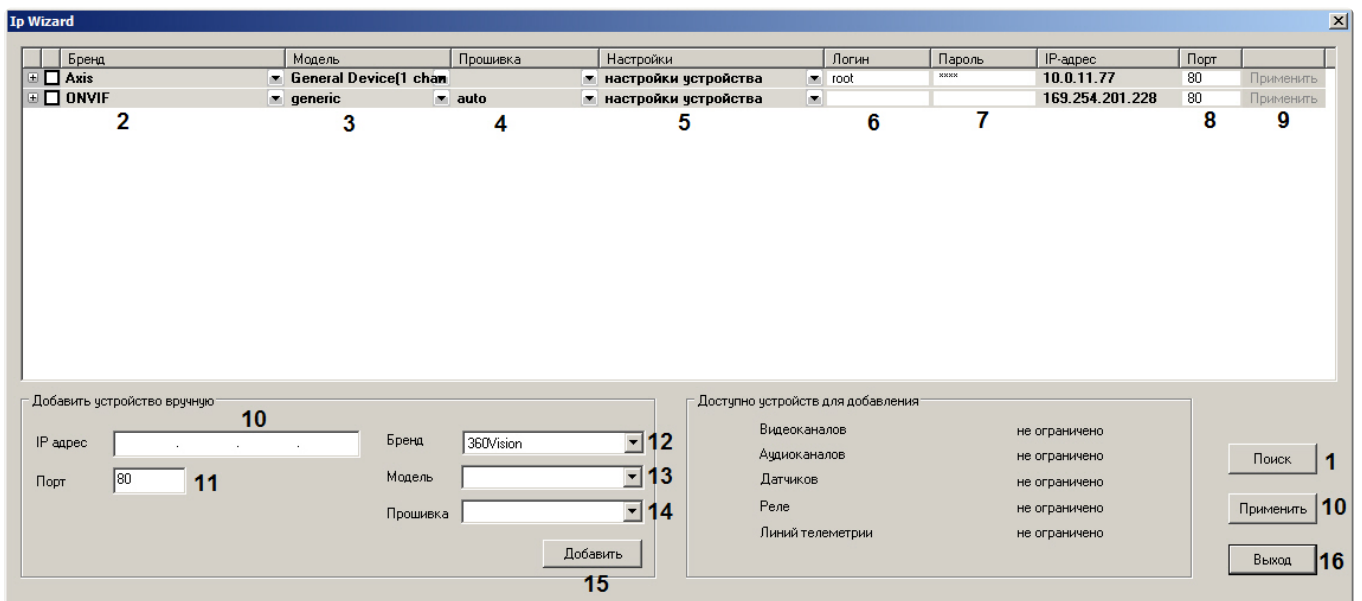 Ip Wizard
Бренд Модель Прошивка Настройки Логин Пароль IP-адрес Порт
Axis General Device(1 chan настройки устройства root **** 10.0.11.77 80 Применить
ONVIF generic auto настройки устройства 169.254.201.228 80 Применить
2 3 4 5 6 7 8 9
Добавить устройство вручную
10
IP адрес . . .
Порт 80 11
Бренд 360Vision 12
Модель 13
Прошивка 14
Добавить
15
Доступно устройств для добавления
Видеоканалов не ограничено
Аудиоканалов не ограничено
Датчиков не ограничено
Реле не ограничено
Линий телеметрии не ограничено
Поиск 1
Применить 10
Выход 16